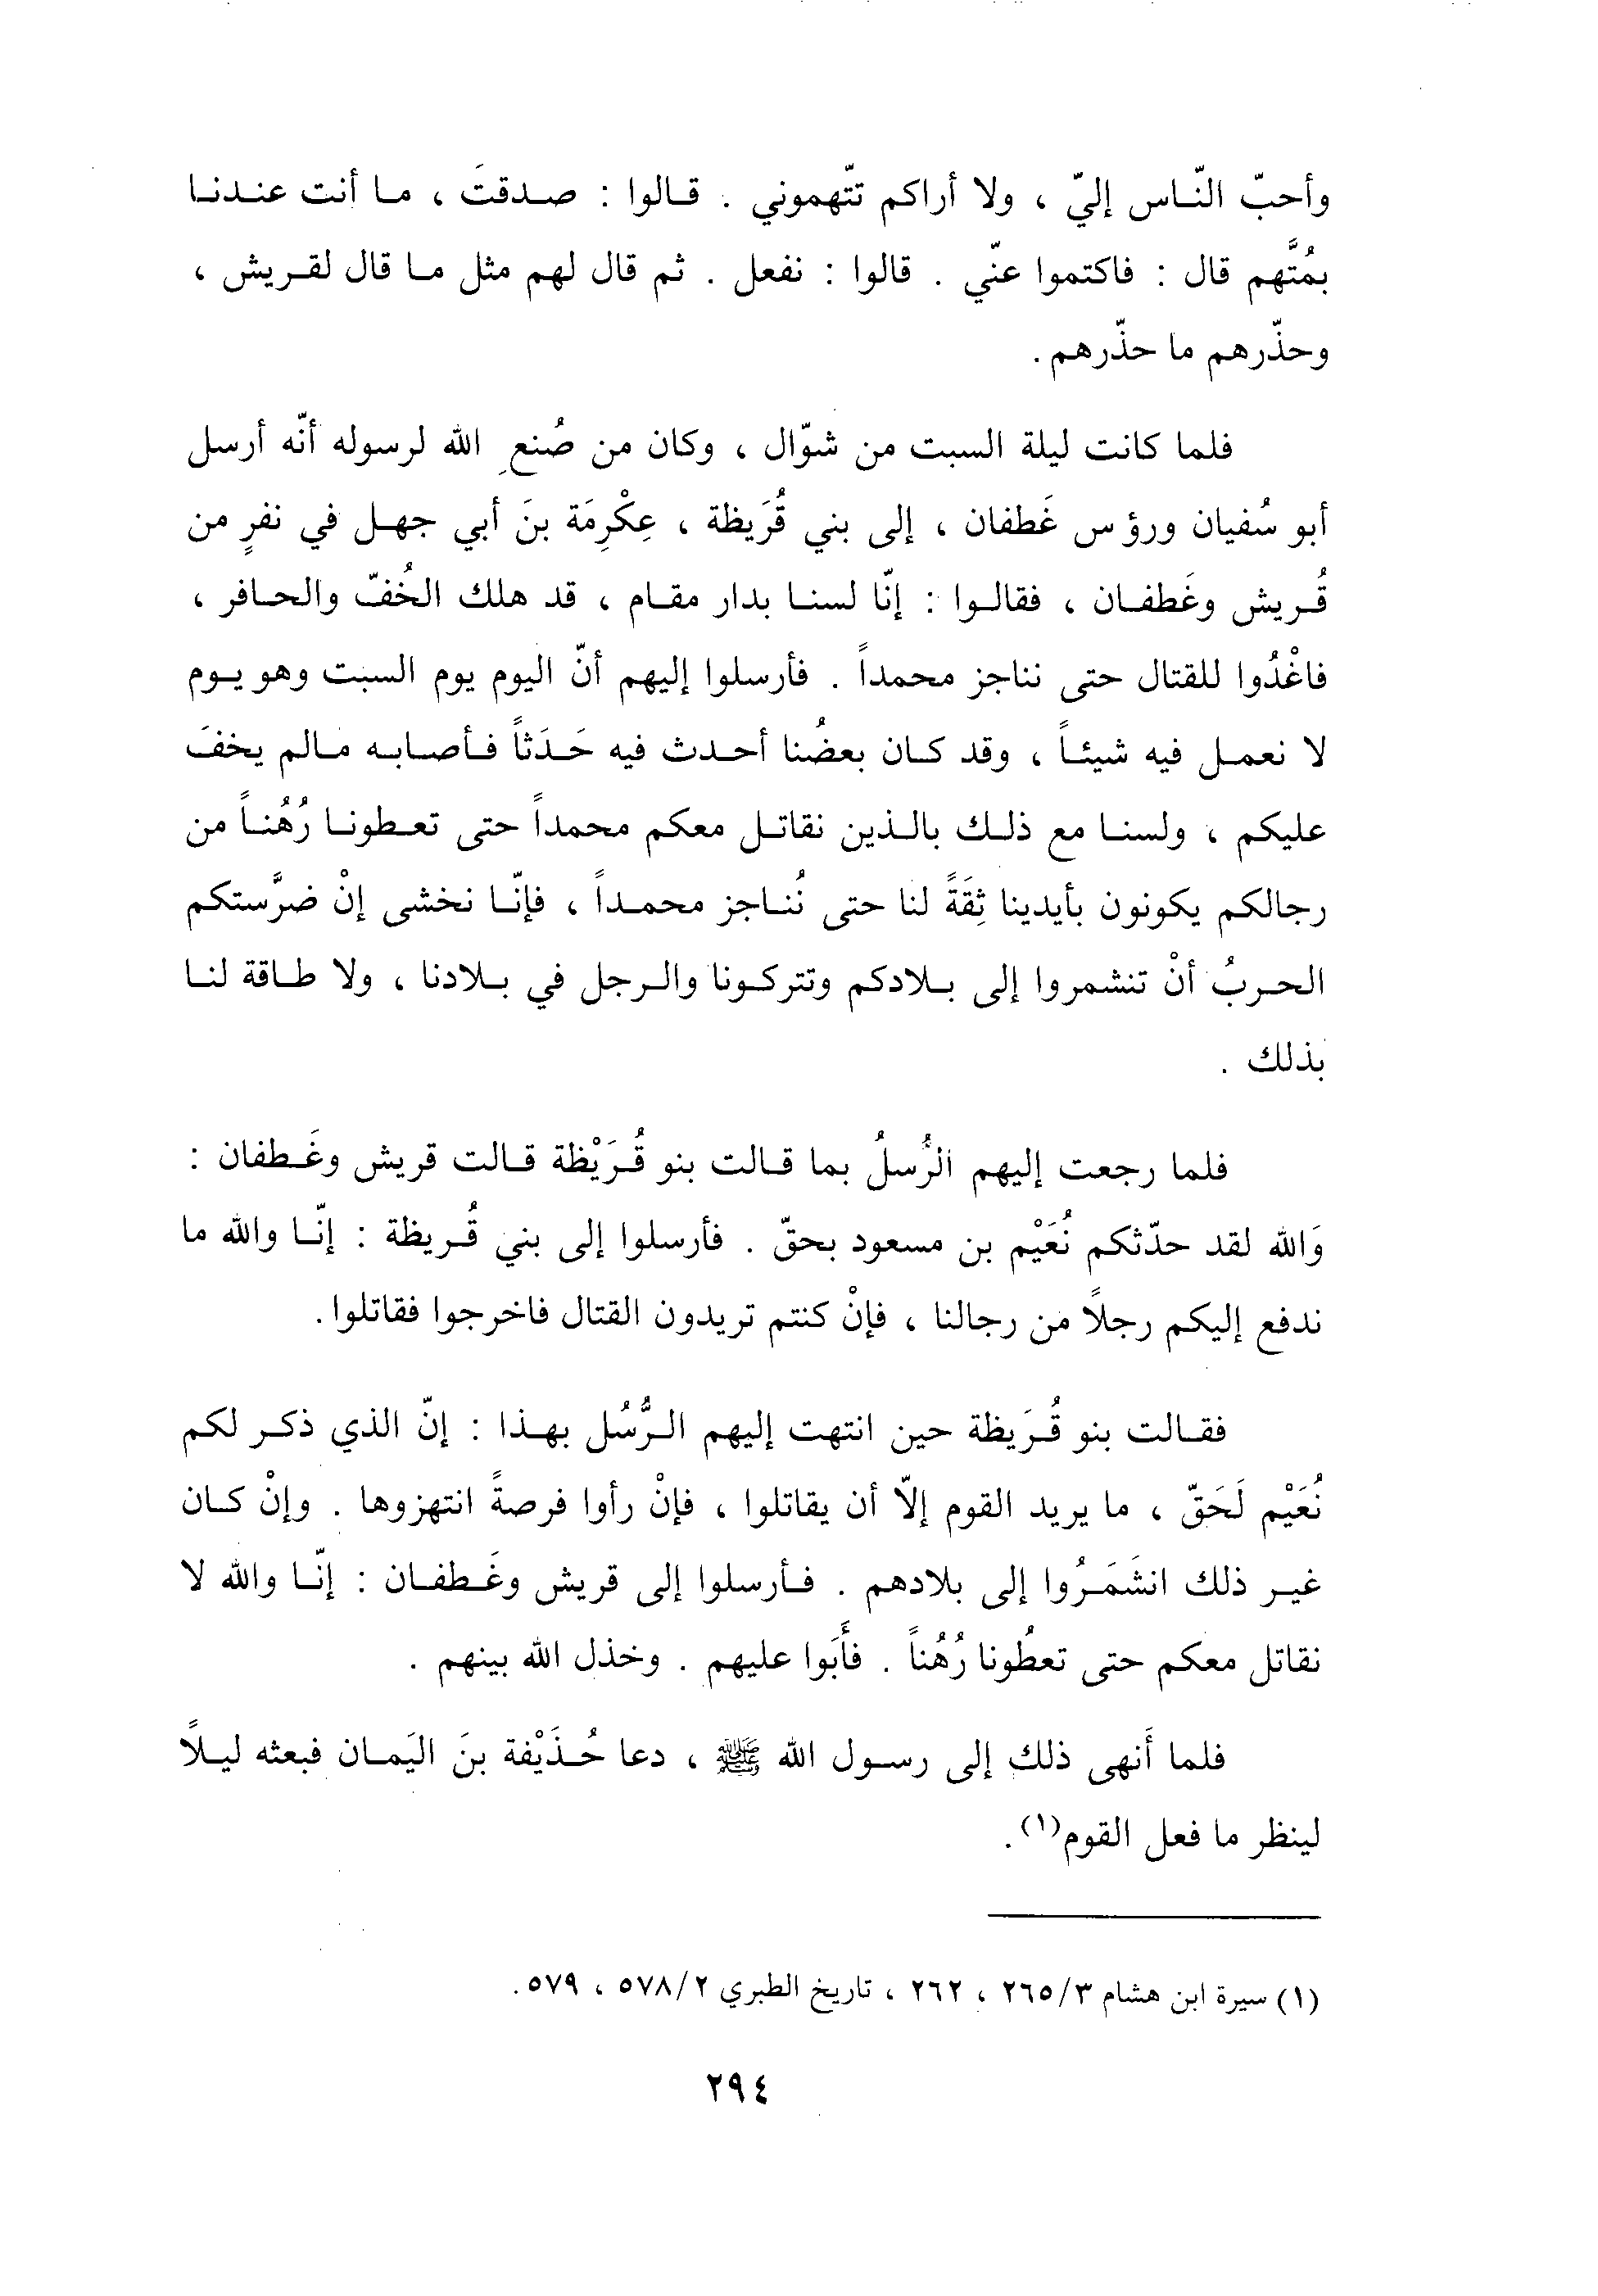 وأحبّ النّاس إليّ ، ولا أراكم تتّهموني . قالوا : صدقتَ ، ما أنت عندنا
بمُتَّهم قال : فاكتموا عنّي . قالوا : نفعل . ثم قال لهم مثل ما قال لقريش ،
وحذّرهم ما حذّرهم .
فلما كانت ليلة السبت من شوّال ، وكان من صُنعِ الله لرسوله أنّه أرسل
أبو سُفيان ورؤس غَطفان ، إلى بني قُرَيظة ، عِكْرِمَة بنَ أبي جهل في نفرٍ من
قُريش وغَطفان ، فقالوا : إنّا لسنا بدار مقام ، قد هلك الخُفّ والحافر ،
فاغْدُوا للقتال حتى نناجز محمداً . فأرسلوا إليهم أنّ اليوم يوم السبت وهو يوم
لا نعمل فيه شيئاً ، وقد كان بعضُنا أحدث فيه حَدَثاً فأصابه مالم يخفَ
عليكم ، ولسنا مع ذلك بالذين نقاتل معكم محمداً حتى تعطونا رُهُناً من
رجالكم يكونون بأيدينا ثِقَةً لنا حتى نُناجز محمداً ، فإنّا نخشى إنْ ضرَّستكم
الحربُ أنْ تنشمروا إلى بلادكم وتتركونا والرجل في بلادنا ، ولا طاقة لنا
بذلك .
فلما رجعت إليهم الرُسلُ بما قالت بنو قُرَيْظة قالت قريش وغَطفان :
وَالله لقد حدّثكم نُعَيْم بن مسعود بحقّ . فأرسلوا إلى بني قُريظة : إنّا والله ما
ندفع إليكم رجلًا من رجالنا ، فإنْ كنتم تريدون القتال فاخرجوا فقاتلوا .
فقالت بنو قُرَيظة حين انتهت إليهم الرُّسُل بهذا : إنّ الذي ذكر لكم
نُعَيْم لَحَقّ ، ما يريد القوم إلّا أن يقاتلوا ، فإنْ رأوا فرصةً انتهزوها . وإنْ كان
غير ذلك انشَمَرُوا إلى بلادهم . فأرسلوا إلى قريش وغَطفان : إنّا والله لا
نقاتل معكم حتى تعطُونا رُهُناً . فأَبَوا عليهم . وخذل الله بينهم .
فلما أَنهى ذلك إلى رسول الله ﷺ ، دعا حُذَيْفة بنَ اليَمان فبعثه ليلًا
لينظر ما فعل القوم(١) .
(١) سيرة ابن هشام ٢٦٥/٣ ، ٢٦٢ ، تاريخ الطبري ٥٧٨/٢ ، ٥٧٩ .
٢٩٤